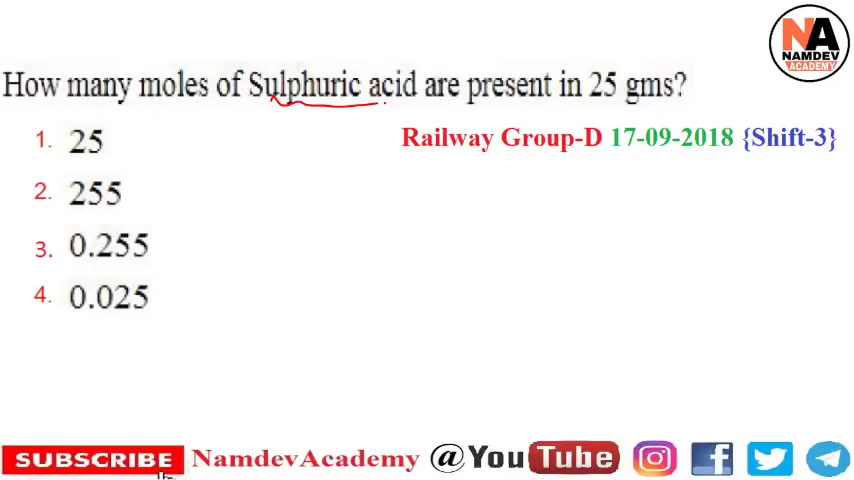 NA
NAMDEV
ACADEMY
How many moles of Sulphuric acid are present in 25 gms?
Railway Group-D 17-09-2018 {Shift-3}
1. 25
2. 255
3. 0.255
4. 0.025
SUBSCRIBE NamdevAcademy @YouTube